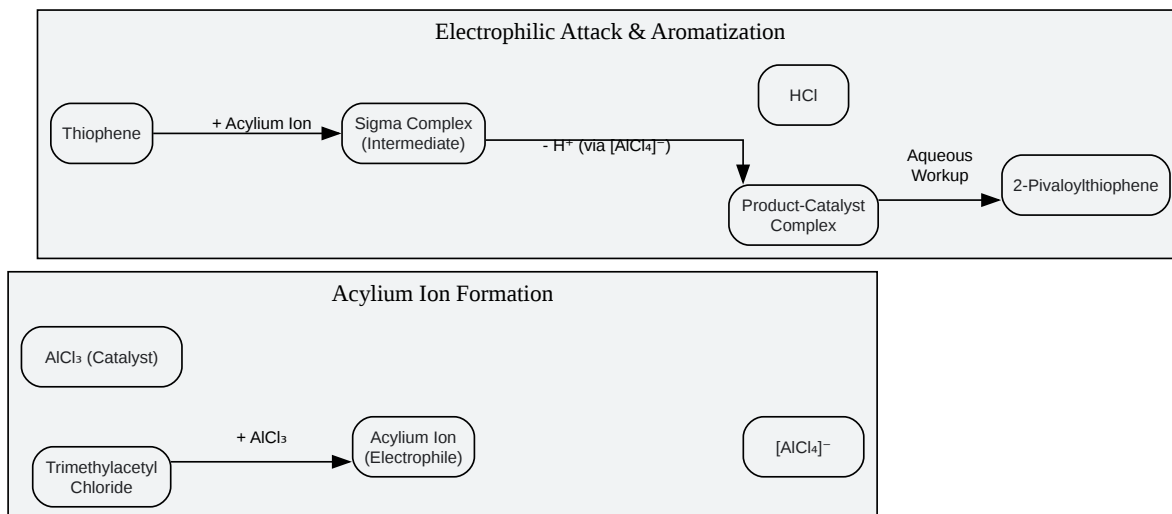 Electrophilic Attack & Aromatization
HCl
Thiophene
+ Acylium Ion
Sigma Complex
(Intermediate)
- H⁺ (via [AlCl₄]⁻)
Product-Catalyst
Complex
Aqueous
Workup
2-Pivaloylthiophene
Acylium Ion Formation
AlCl₃ (Catalyst)
Trimethylacetyl
Chloride
+ AlCl₃
Acylium Ion
(Electrophile)
[AlCl₄]⁻